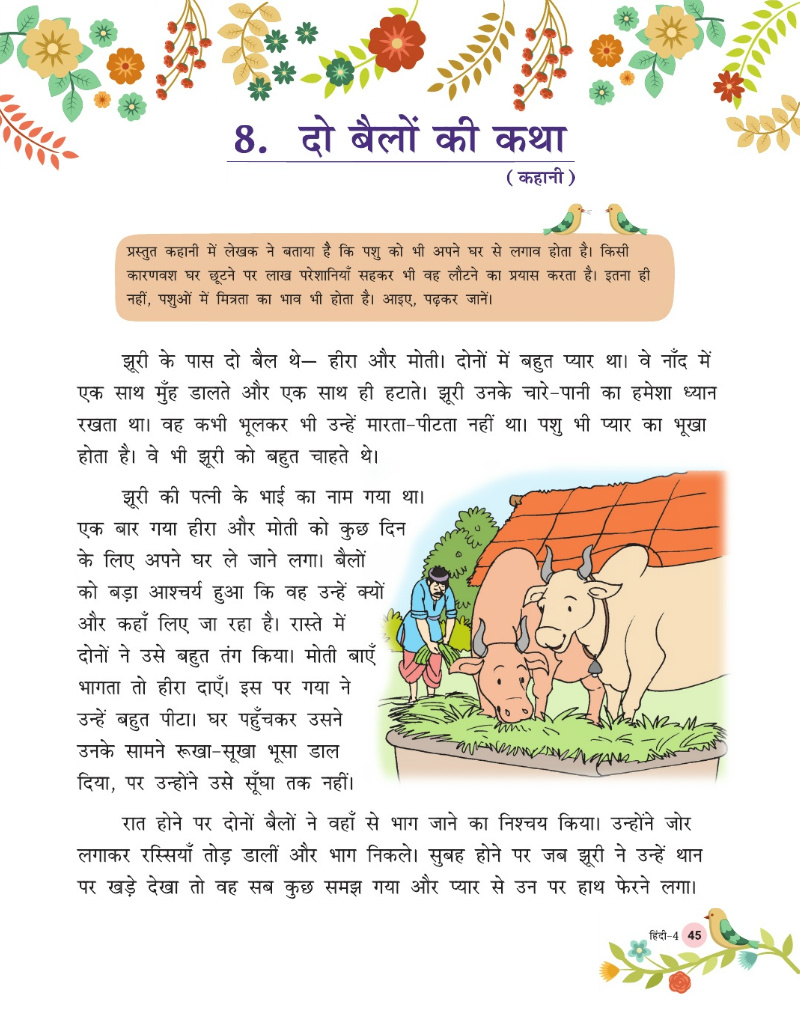 8. दो बैलों की कथा
( कहानी )
प्रस्तुत कहानी में लेखक ने बताया है कि पशु को भी अपने घर से लगाव होता है। किसी
कारणवश घर छूटने पर लाख परेशानियाँ सहकर भी वह लौटने का प्रयास करता है। इतना ही
नहीं, पशुओं में मित्रता का भाव भी होता है। आइए, पढ़कर जानें।
झूरी के पास दो बैल थे— हीरा और मोती। दोनों में बहुत प्यार था। वे नाँद में
एक साथ मुँह डालते और एक साथ ही हटाते। झूरी उनके चारे-पानी का हमेशा ध्यान
रखता था। वह कभी भूलकर भी उन्हें मारता-पीटता नहीं था। पशु भी प्यार का भूखा
होता है। वे भी झूरी को बहुत चाहते थे।
झूरी की पत्नी के भाई का नाम गया था।
एक बार गया हीरा और मोती को कुछ दिन
के लिए अपने घर ले जाने लगा। बैलों
को बड़ा आश्चर्य हुआ कि वह उन्हें क्यों
और कहाँ लिए जा रहा है। रास्ते में
दोनों ने उसे बहुत तंग किया। मोती बाएँ
भागता तो हीरा दाएँ। इस पर गया ने
उन्हें बहुत पीटा। घर पहुँचकर उसने
उनके सामने रूखा-सूखा भूसा डाल
दिया, पर उन्होंने उसे सूँघा तक नहीं।
रात होने पर दोनों बैलों ने वहाँ से भाग जाने का निश्चय किया। उन्होंने जोर
लगाकर रस्सियाँ तोड़ डालीं और भाग निकले। सुबह होने पर जब झूरी ने उन्हें थान
पर खड़े देखा तो वह सब कुछ समझ गया और प्यार से उन पर हाथ फेरने लगा।
हिंदी-4 45